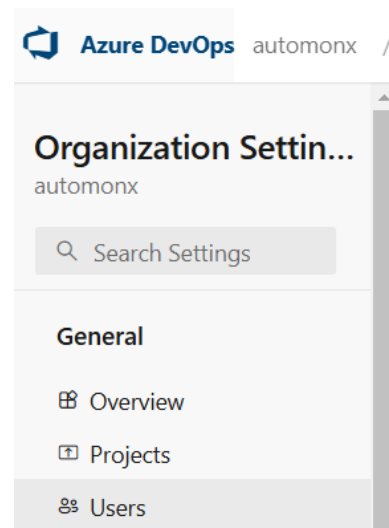 Azure DevOps automonx /
Organization Settin...
automonx
Search Settings
General
Overview
Projects
Users